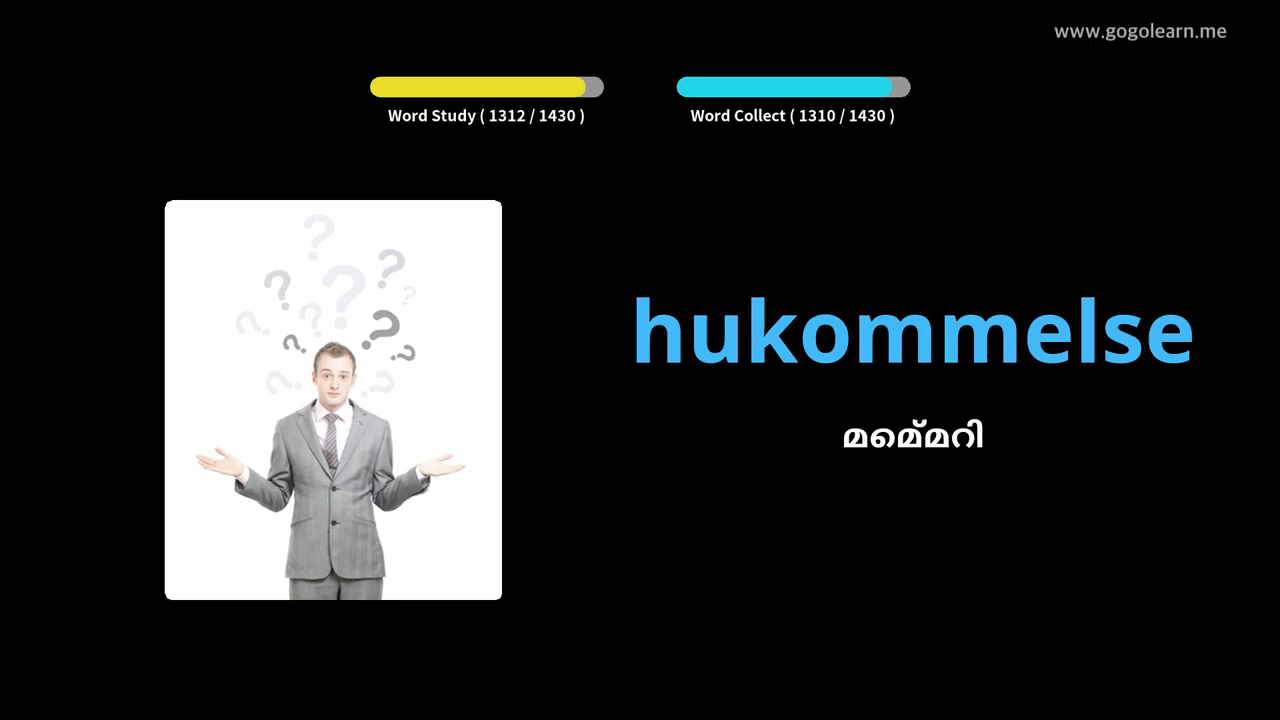 www.gogolearn.me
Word Study ( 1312 / 1430 )
Word Collect ( 1310 / 1430 )
hukommelse
മെമ്മറി